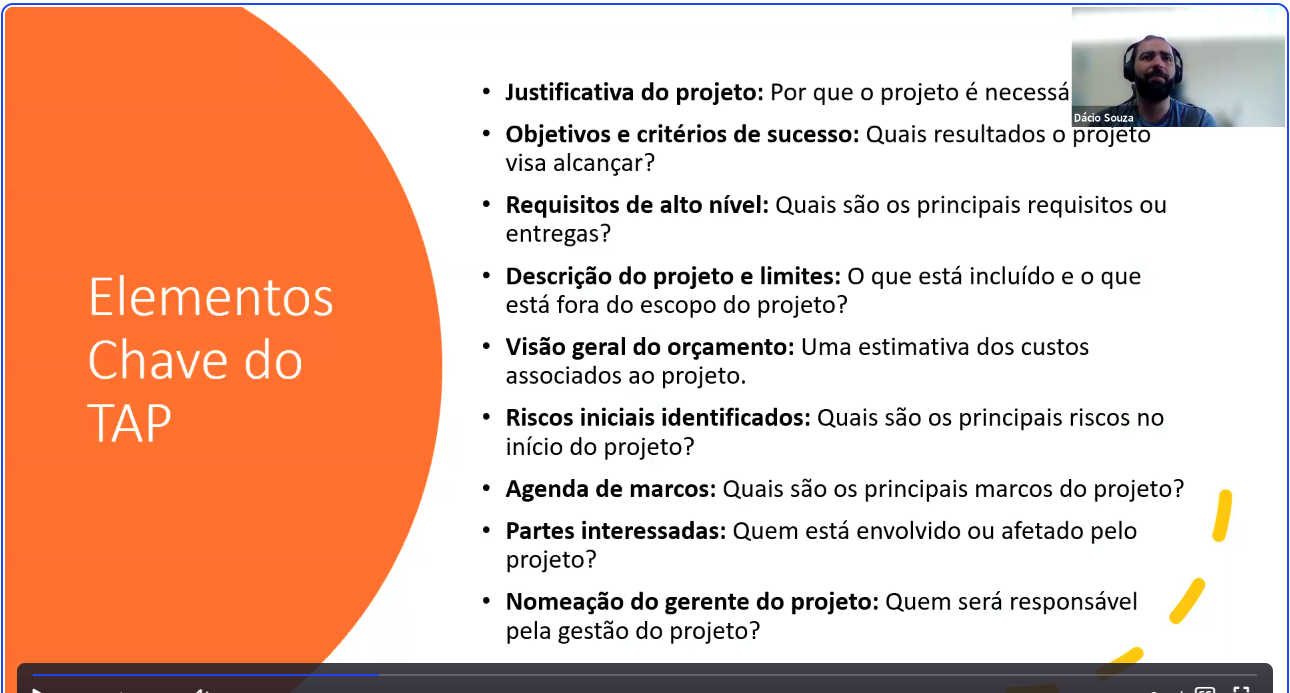 Elementos
Chave do
TAP
• Justificativa do projeto: Por que o projeto é
• Objetivos e critérios de sucesso: Quais resultados o projeto
visa alcançar?
• Requisitos de alto nível: Quais são os principais requisitos ou
entregas?
• Descrição do projeto e limites: O que está incluído e o que
está fora do escopo do projeto?
• Visão geral do orçamento: Uma estimativa dos custos
associados ao projeto.
• Riscos iniciais identificados: Quais são os principais riscos no
início do projeto?
• Agenda de marcos: Quais são os principais marcos do projeto?
• Partes interessadas: Quem está envolvido ou afetado pelo
projeto?
• Nomeação do gerente do projeto: Quem será responsável
pela gestão do projeto?
Dácio Souza